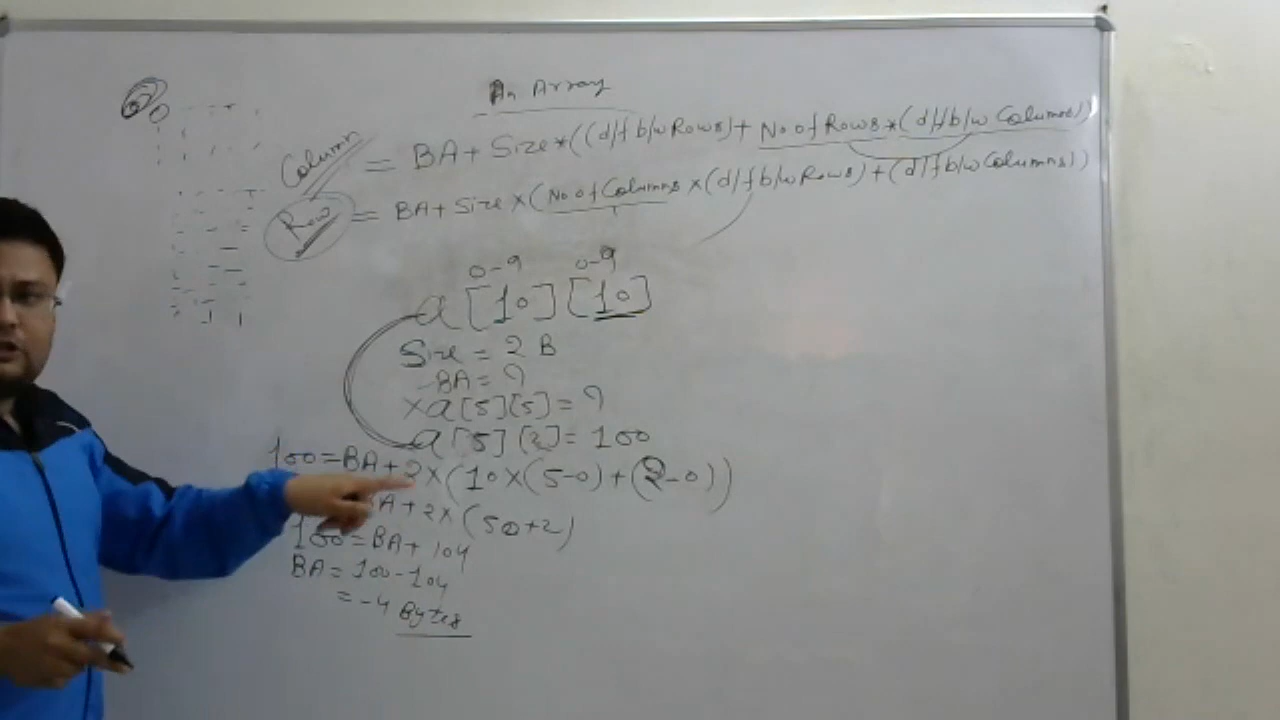 An Array
Column = BA + Size * ((d/f b/w Rows) + No of Rows * (d/f b/w Columns))
Row = BA + Size × (No of Columns × (d/f b/w Rows) + (d/f b/w Columns))
0-9 0-9
a [10] [10]
Size = 2 B
BA = ?
× a[5][5] = ?
a[5][2] = 100
100 = BA + 2 × (10 × (5-0) + (2-0))
BA + 2 × (50+2)
100 = BA + 104
BA = 100 - 104
= -4 Bytes